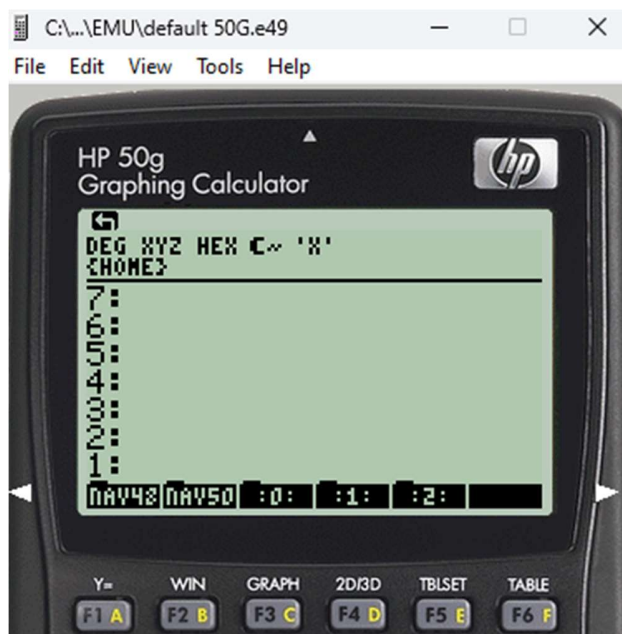 C:\...\EMU\default 50G.e49
File Edit View Tools Help
HP 50g
Graphing Calculator
hp
DEG XYZ HEX C~ 'X'
{HOME}
7:
6:
5:
4:
3:
2:
1:
NAV48 NAV50 :0: :1: :2:
Y= WIN GRAPH 2D/3D TBLSET TABLE
F1 A F2 B F3 C F4 D F5 E F6 F